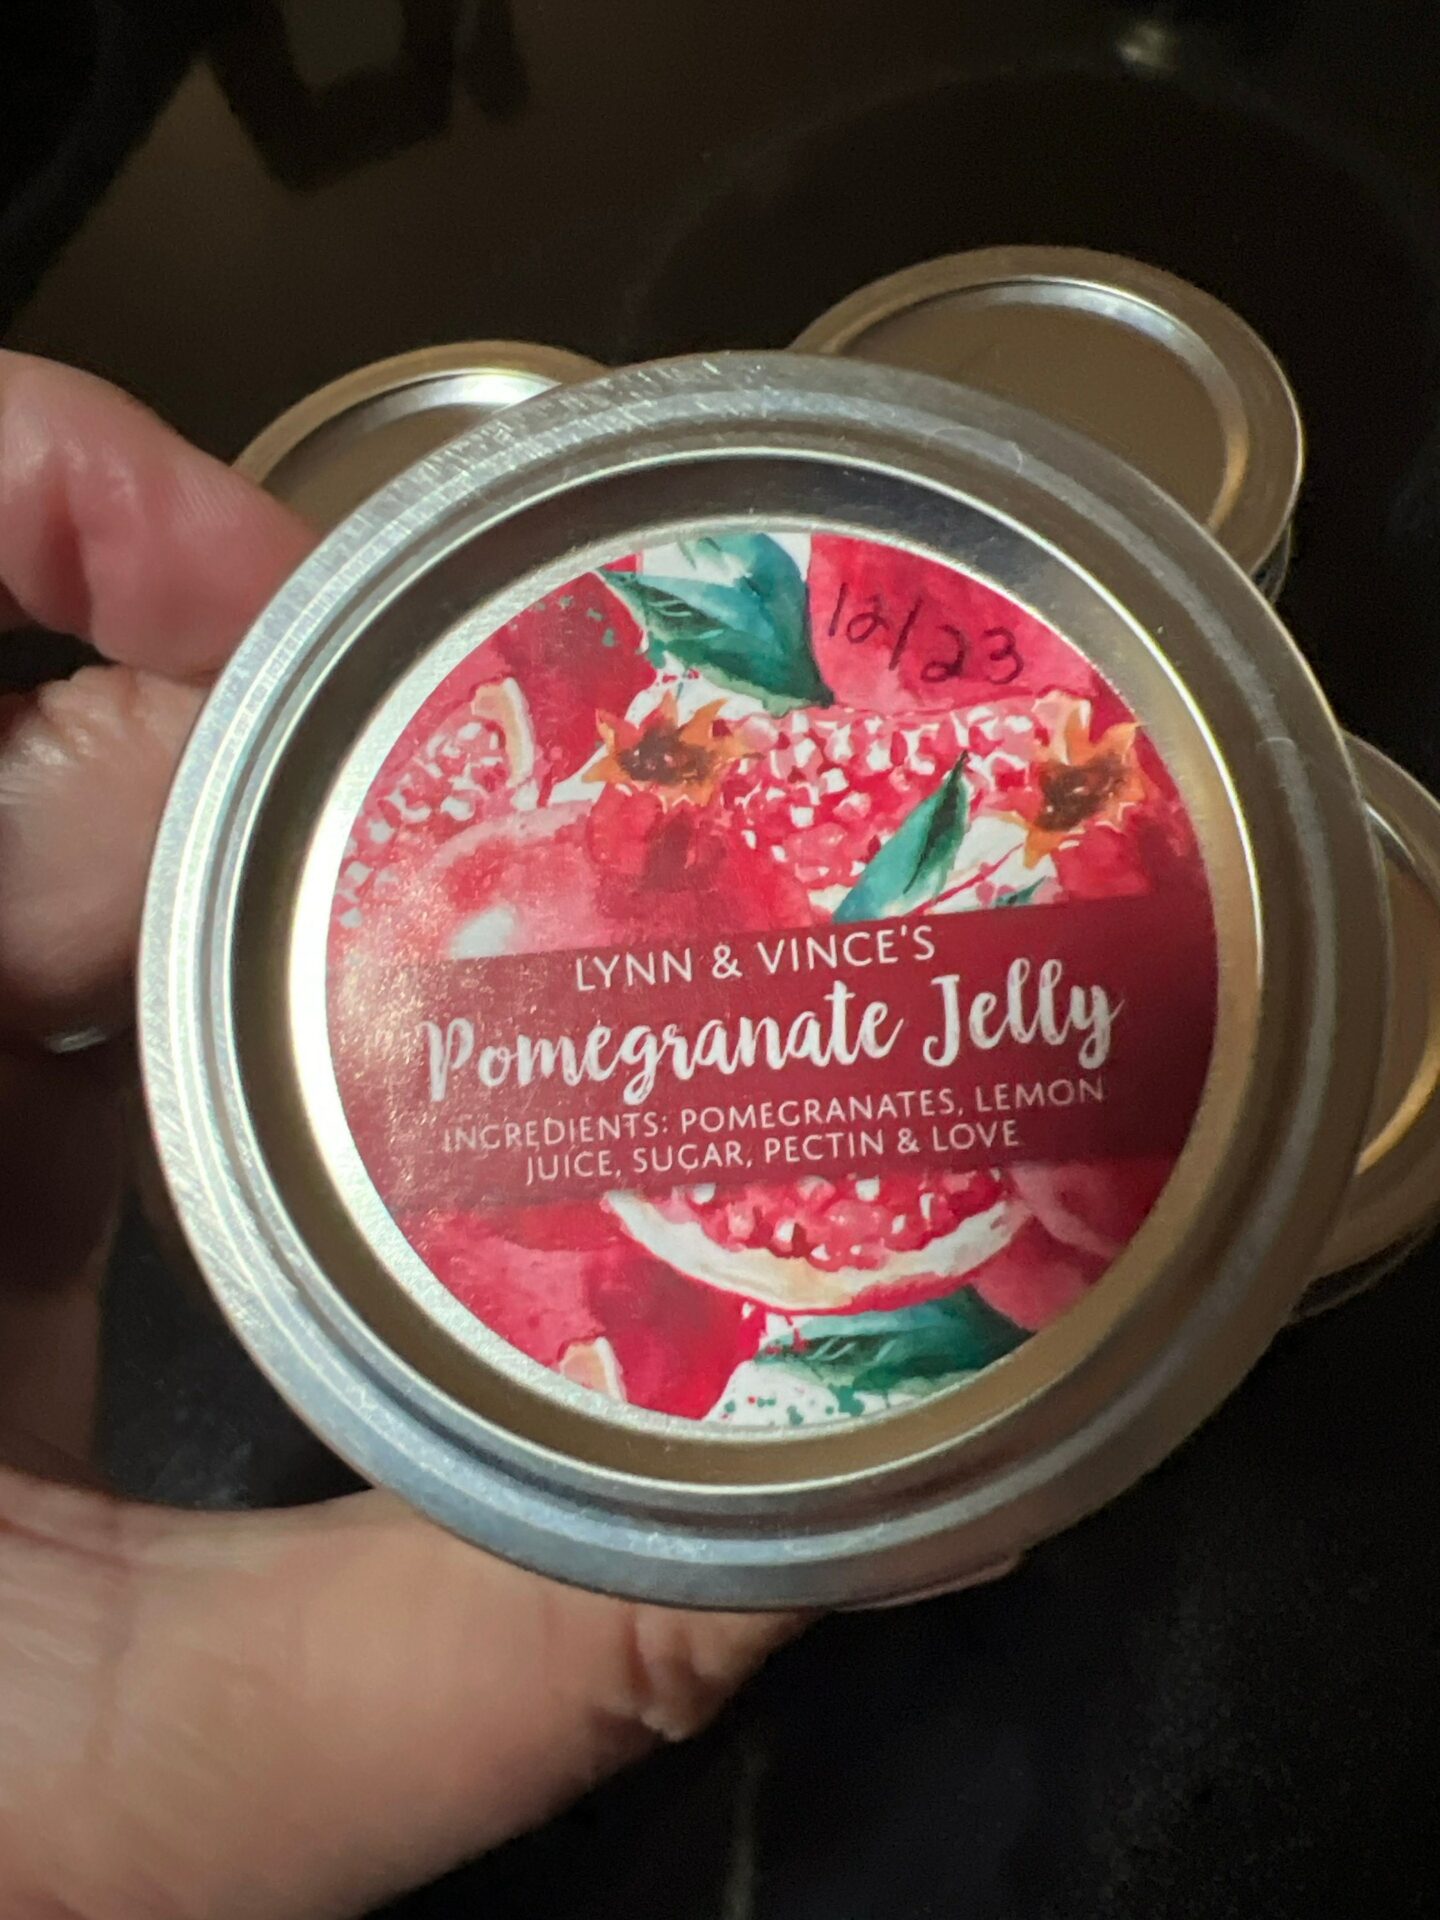 12/23
LYNN & VINCE'S
Pomegranate Jelly
INGREDIENTS: POMEGRANATES, LEMON
JUICE, SUGAR, PECTIN & LOVE